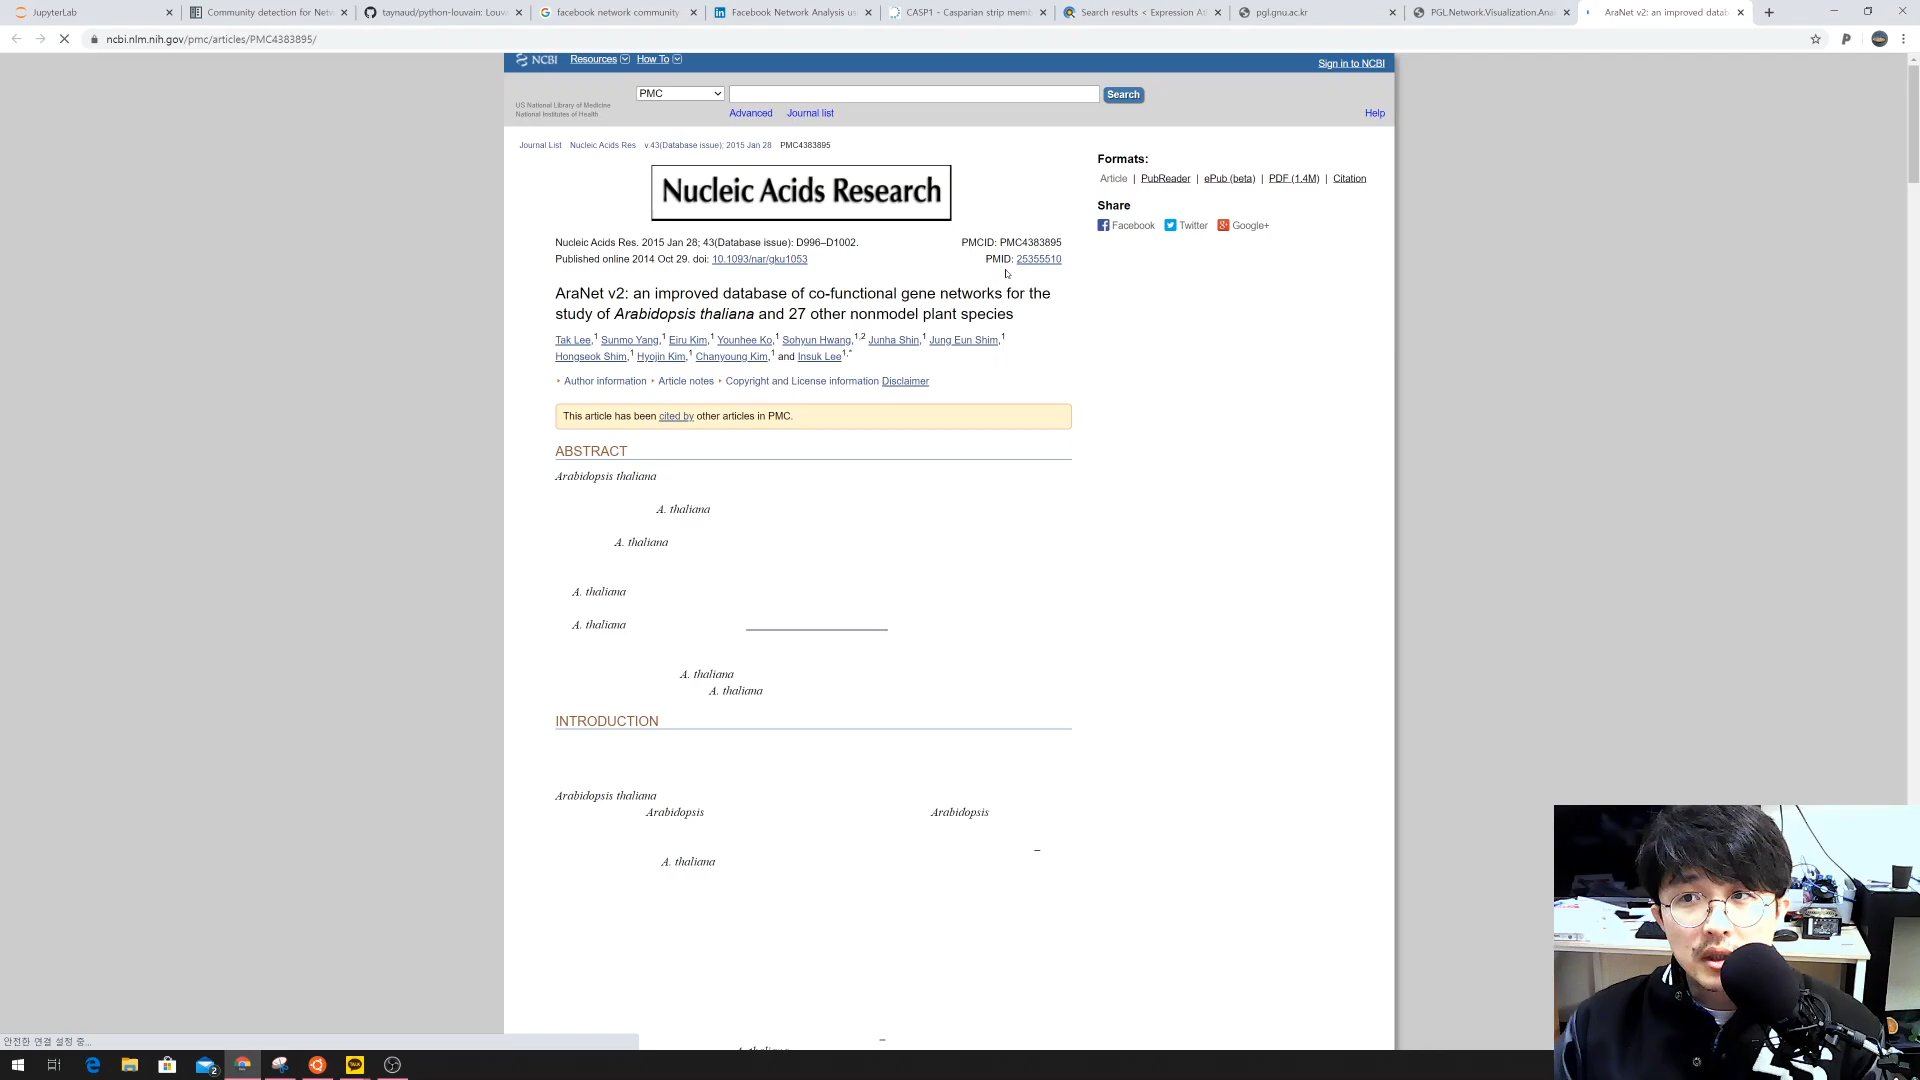 JupyterLab
Community detection for Netw
taynaud/python-louvain: Louv
facebook network community
Facebook Network Analysis us
CASP1 - Casparian strip memb
Search results < Expression At
pgl.gnu.ac.kr
PGL.Network.Visualization.Ana
AraNet v2: an improved datab
ncbi.nlm.nih.gov/pmc/articles/PMC4383895/
NCBI Resources How To Sign in to NCBI
PMC Search
US National Library of Medicine
National Institutes of Health
Advanced Journal list Help
Journal List Nucleic Acids Res v.43(Database issue); 2015 Jan 28 PMC4383895
Nucleic Acids Research
Formats:
Article | PubReader | ePub (beta) | PDF (1.4M) | Citation
Share
Facebook Twitter Google+
Nucleic Acids Res. 2015 Jan 28; 43(Database issue): D996–D1002. PMCID: PMC4383895
Published online 2014 Oct 29. doi: 10.1093/nar/gku1053 PMID: 25355510
AraNet v2: an improved database of co-functional gene networks for the
study of Arabidopsis thaliana and 27 other nonmodel plant species
Tak Lee,1 Sunmo Yang,1 Eiru Kim,1 Younhee Ko,1 Sohyun Hwang,1,2 Junha Shin,1 Jung Eun Shim,1
Hongseok Shim,1 Hyojin Kim,1 Chanyoung Kim,1 and Insuk Lee1,*
Author information Article notes Copyright and License information Disclaimer
This article has been cited by other articles in PMC.
ABSTRACT
Arabidopsis thaliana
A. thaliana
A. thaliana
A. thaliana
A. thaliana
A. thaliana
A. thaliana
INTRODUCTION
Arabidopsis thaliana
Arabidopsis Arabidopsis
A. thaliana
안전한 연결 설정 중...
2
TALK